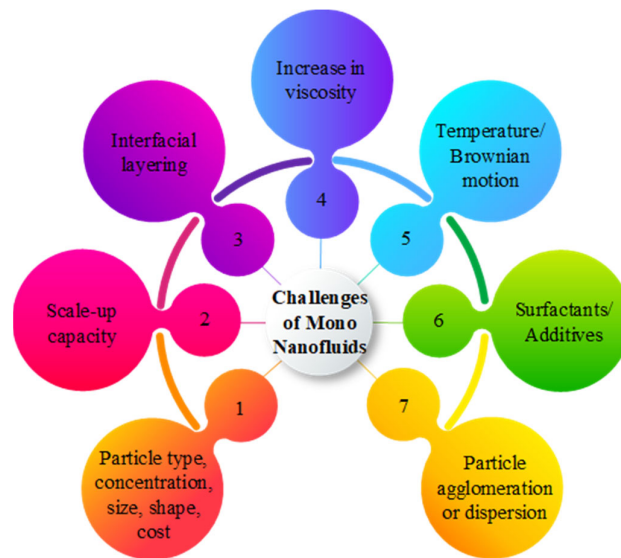 Challenges
of Mono
Nanofluids
1
Particle type,
concentration,
size, shape,
cost
2
Scale-up
capacity
3
Interfacial
layering
4
Increase in
viscosity
5
Temperature/
Brownian
motion
6
Surfactants/
Additives
7
Particle
agglomeration
or dispersion